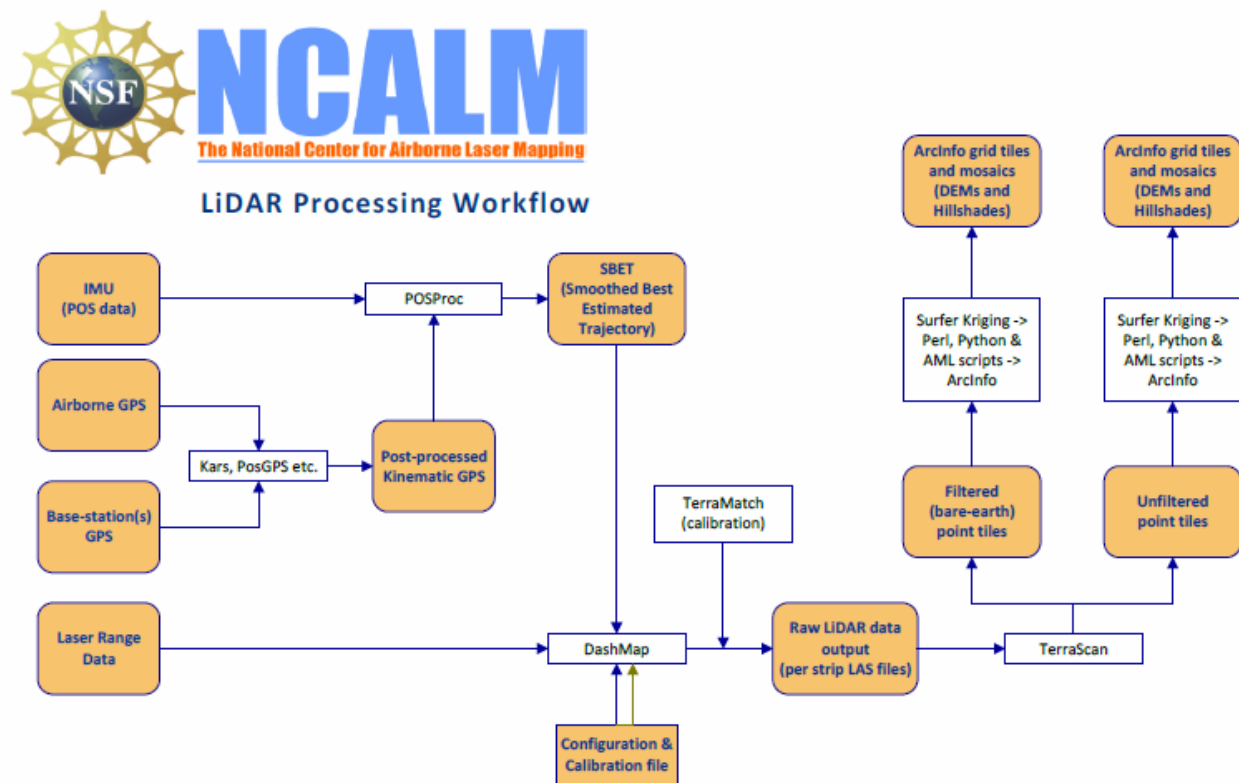 NSF
NCALM
The National Center for Airborne Laser Mapping
LiDAR Processing Workflow
IMU
(POS data)
POSProc
SBET
(Smoothed Best
Estimated
Trajectory)
Airborne GPS
Kars, PosGPS etc.
Post-processed
Kinematic GPS
Base-station(s)
GPS
Laser Range
Data
DashMap
Configuration &
Calibration file
TerraMatch
(calibration)
Raw LiDAR data
output
(per strip LAS files)
TerraScan
Filtered
(bare-earth)
point tiles
Unfiltered
point tiles
Surfer Kriging ->
Perl, Python &
AML scripts ->
ArcInfo
Surfer Kriging ->
Perl, Python &
AML scripts ->
ArcInfo
ArcInfo grid tiles
and mosaics
(DEMs and
Hillshades)
ArcInfo grid tiles
and mosaics
(DEMs and
Hillshades)